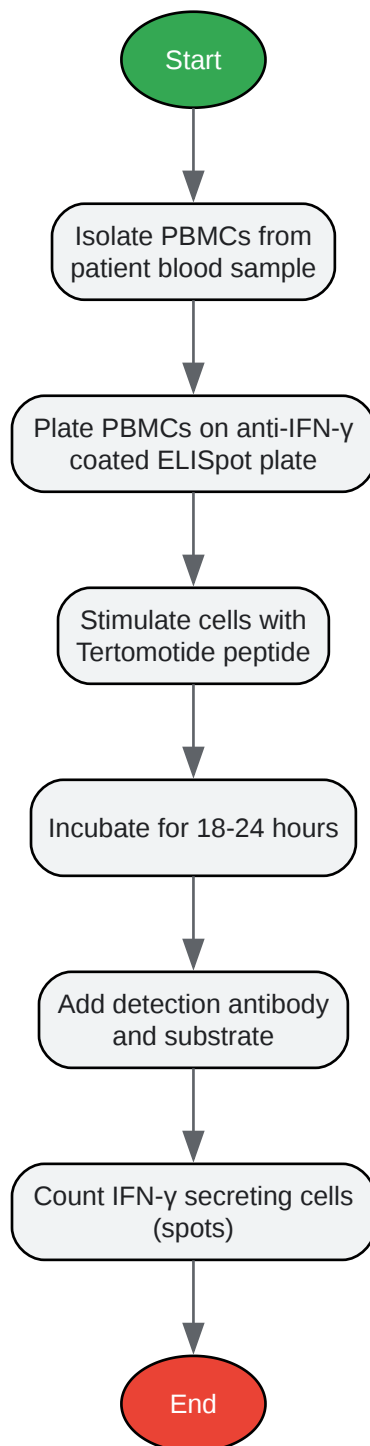 Start
Isolate PBMCs from
patient blood sample
Plate PBMCs on anti-IFN-γ
coated ELISpot plate
Stimulate cells with
Tertomotide peptide
Incubate for 18-24 hours
Add detection antibody
and substrate
Count IFN-γ secreting cells
(spots)
End